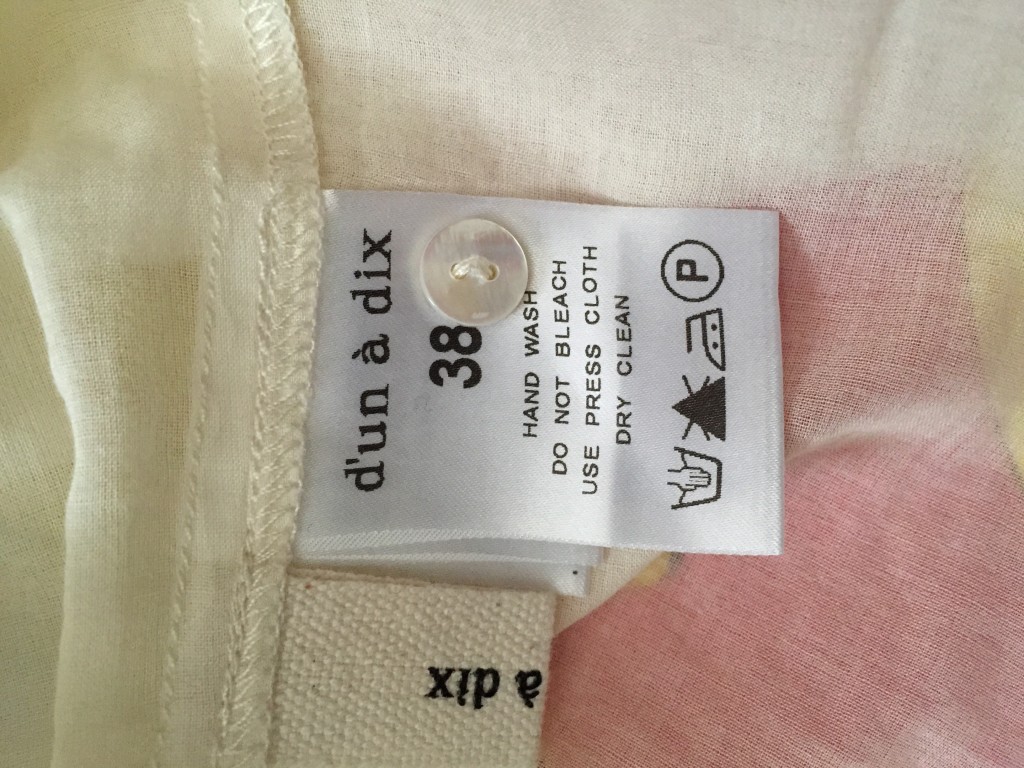 d'un à dix
38
HAND WASH
DO NOT BLEACH
USE PRESS CLOTH
DRY CLEAN
P
à dix